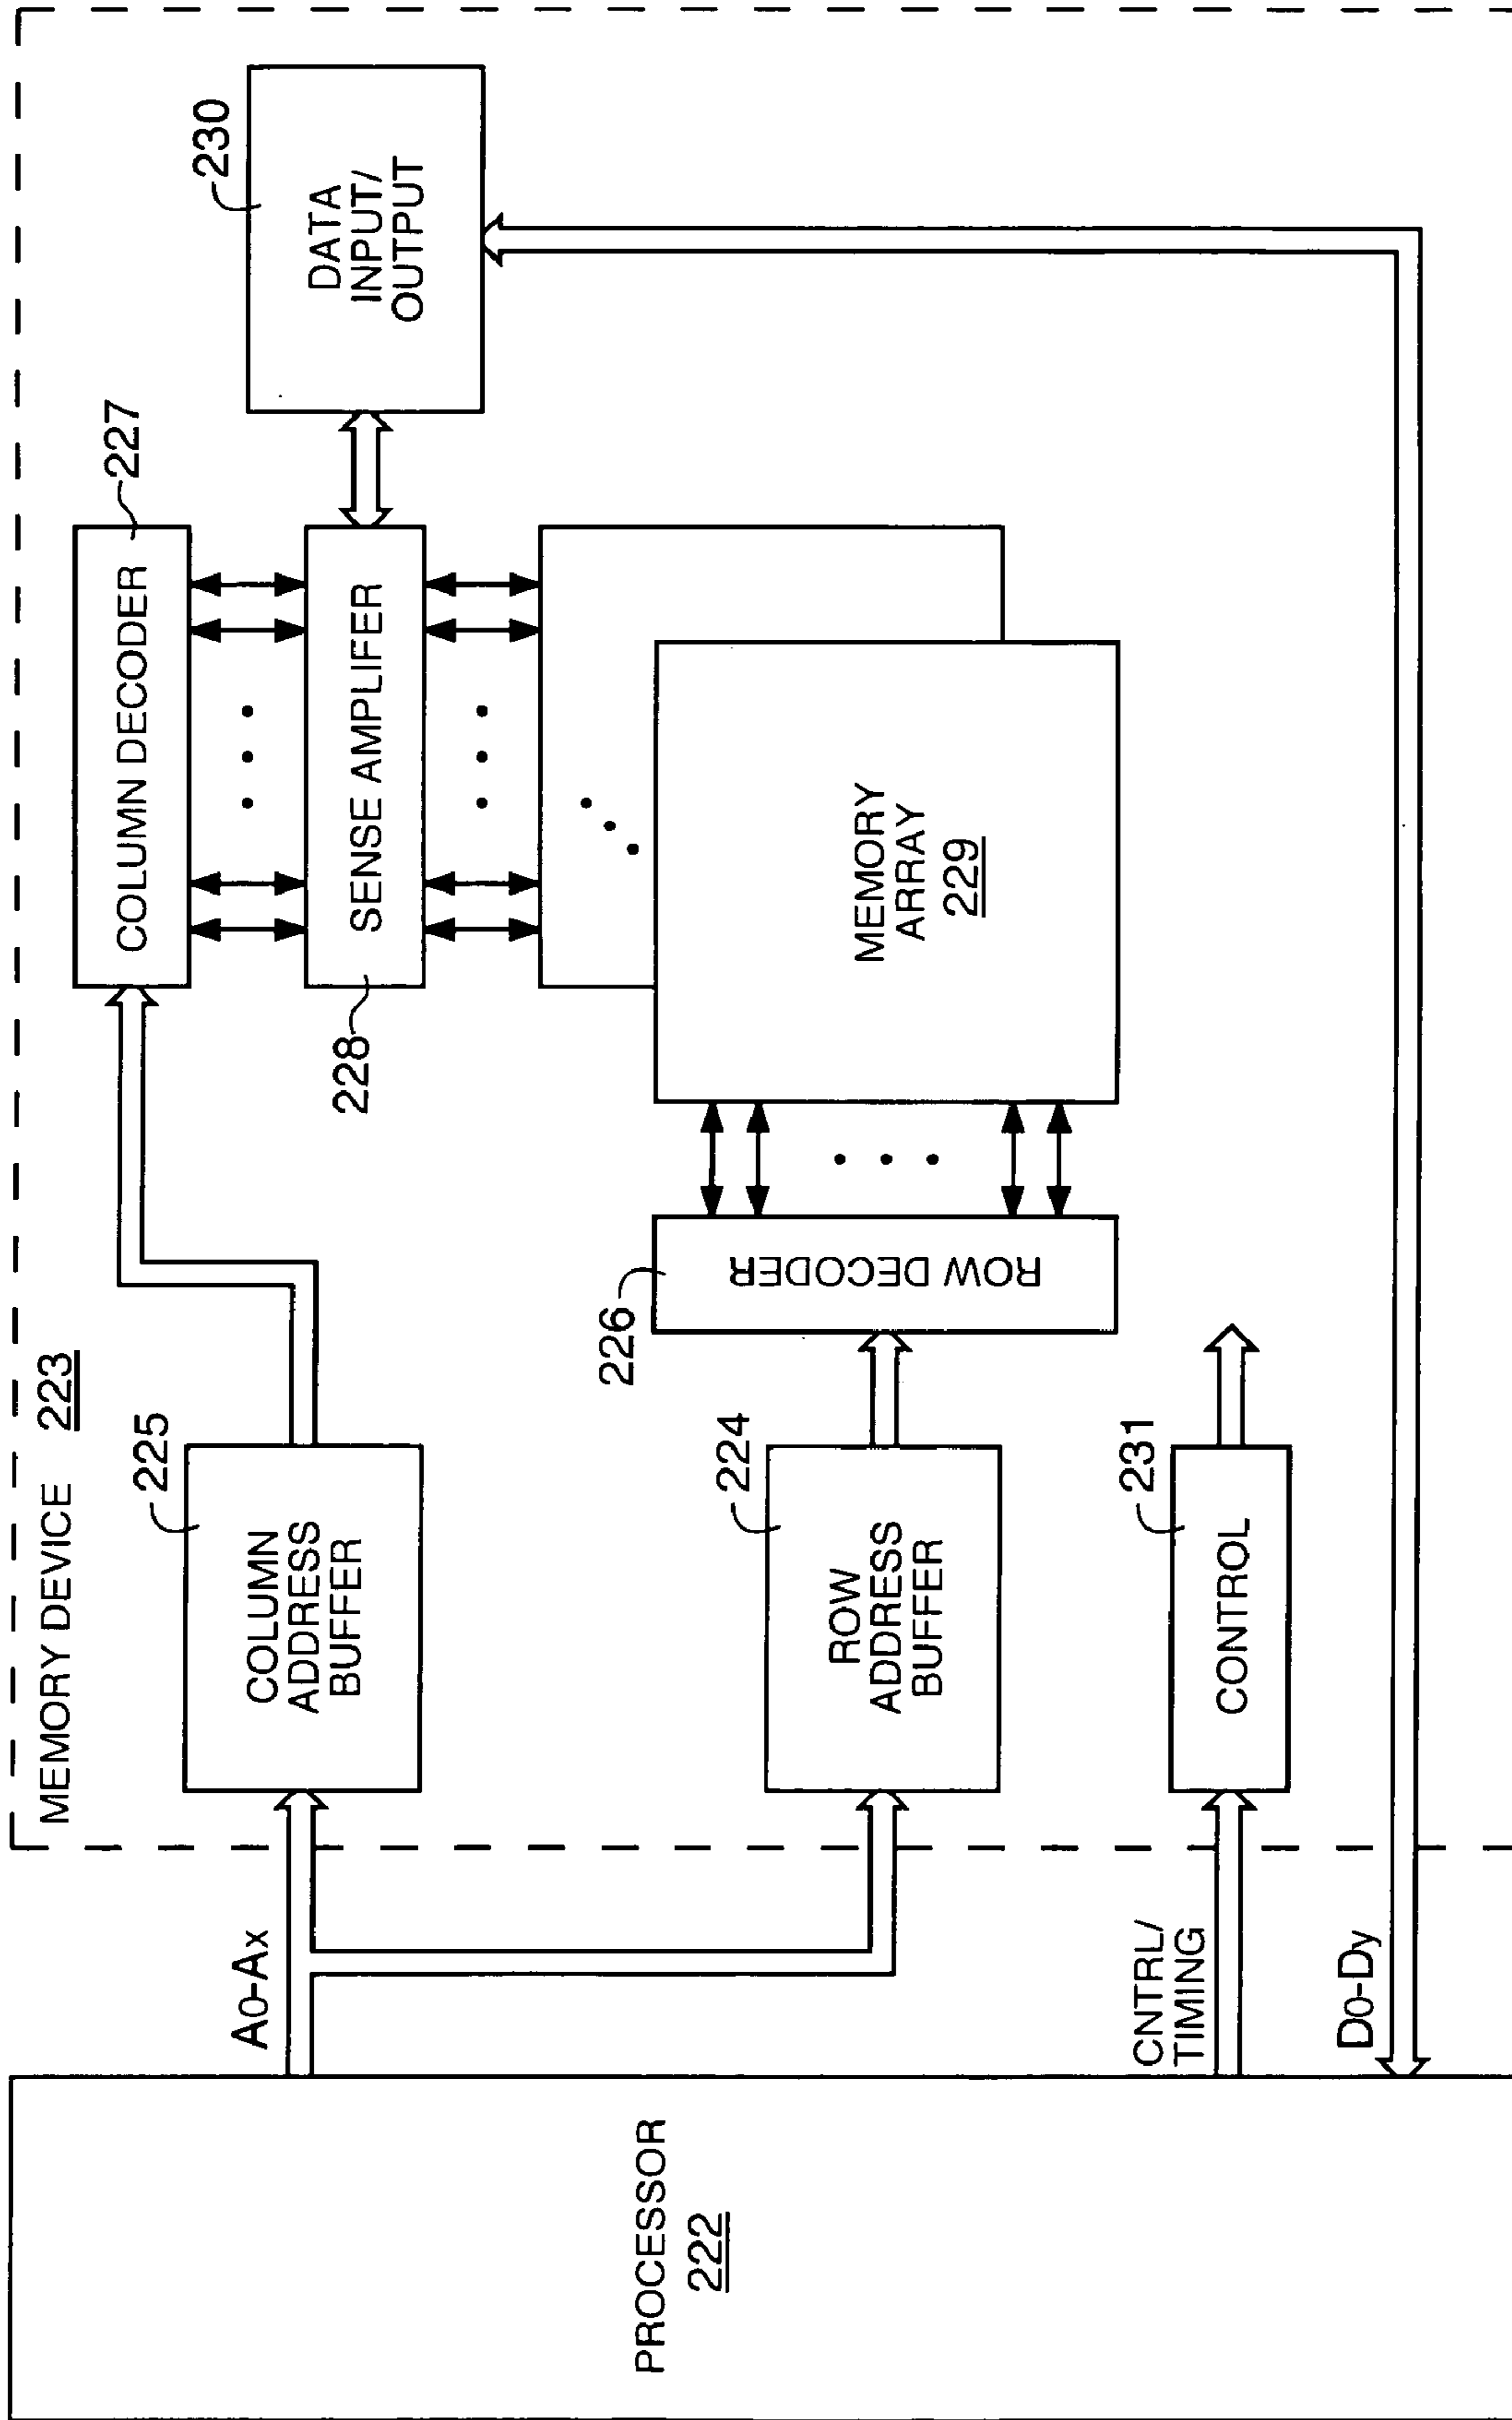 MEMORY DEVICE 223
PROCESSOR
222
A0-Ax
CNTRL/
TIMING
D0-Dy
225
COLUMN
ADDRESS
BUFFER
224
ROW
ADDRESS
BUFFER
231
CONTROL
226
ROW DECODER
227
COLUMN DECODER
228
SENSE AMPLIFER
MEMORY
ARRAY
229
230
DATA
INPUT/
OUTPUT